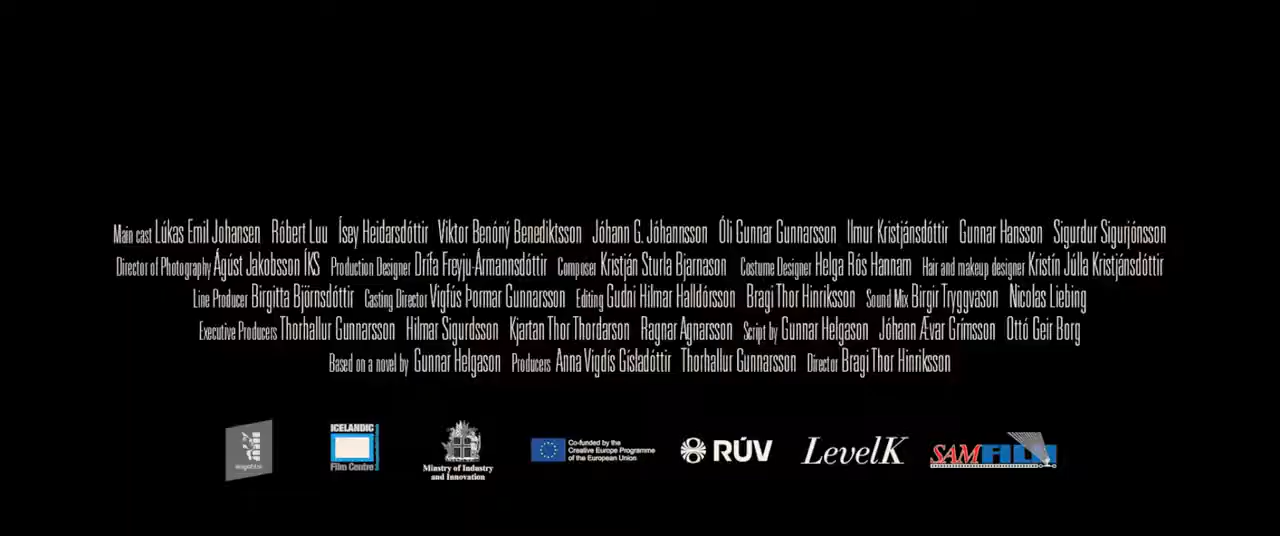 Main cast Lúkas Emil Johansen Róbert Luu Ísey Heidarsdóttir Viktor Benóný Benediktsson Jóhann G. Jóhannsson Óli Gunnar Gunnarsson Ilmur Kristjánsdóttir Gunnar Hansson Sigurdur Sigurjónsson
Director of Photography Ágúst Jakobsson ÍKS Production Designer Drífa Freyju-Ármannsdóttir Composer Kristján Sturla Bjarnason Costume Designer Helga Rós Hannam Hair and makeup designer Kristín Júlla Kristjánsdóttir
Line Producer Birgitta Björnsdóttir Casting Director Vigfús Þormar Gunnarsson Editing Gudni Hilmar Halldórsson Bragi Thor Hinriksson Sound Mix Birgir Tryggvason Nicolas Liebing
Executive Producers Thorhallur Gunnarsson Hilmar Sigurdsson Kjartan Thor Thordarson Ragnar Agnarsson Script by Gunnar Helgason Jóhann Ævar Grímsson Ottó Geir Borg
Based on a novel by Gunnar Helgason Producers Anna Vigdís Gísladóttir Thorhallur Gunnarsson Director Bragi Thor Hinriksson
ICELANDIC
Film Centre
Minstry of Industry
and Innovation
Co-funded by the
Creative Europe Programme
of the European Union
RÚV
LevelK
SAMFILM